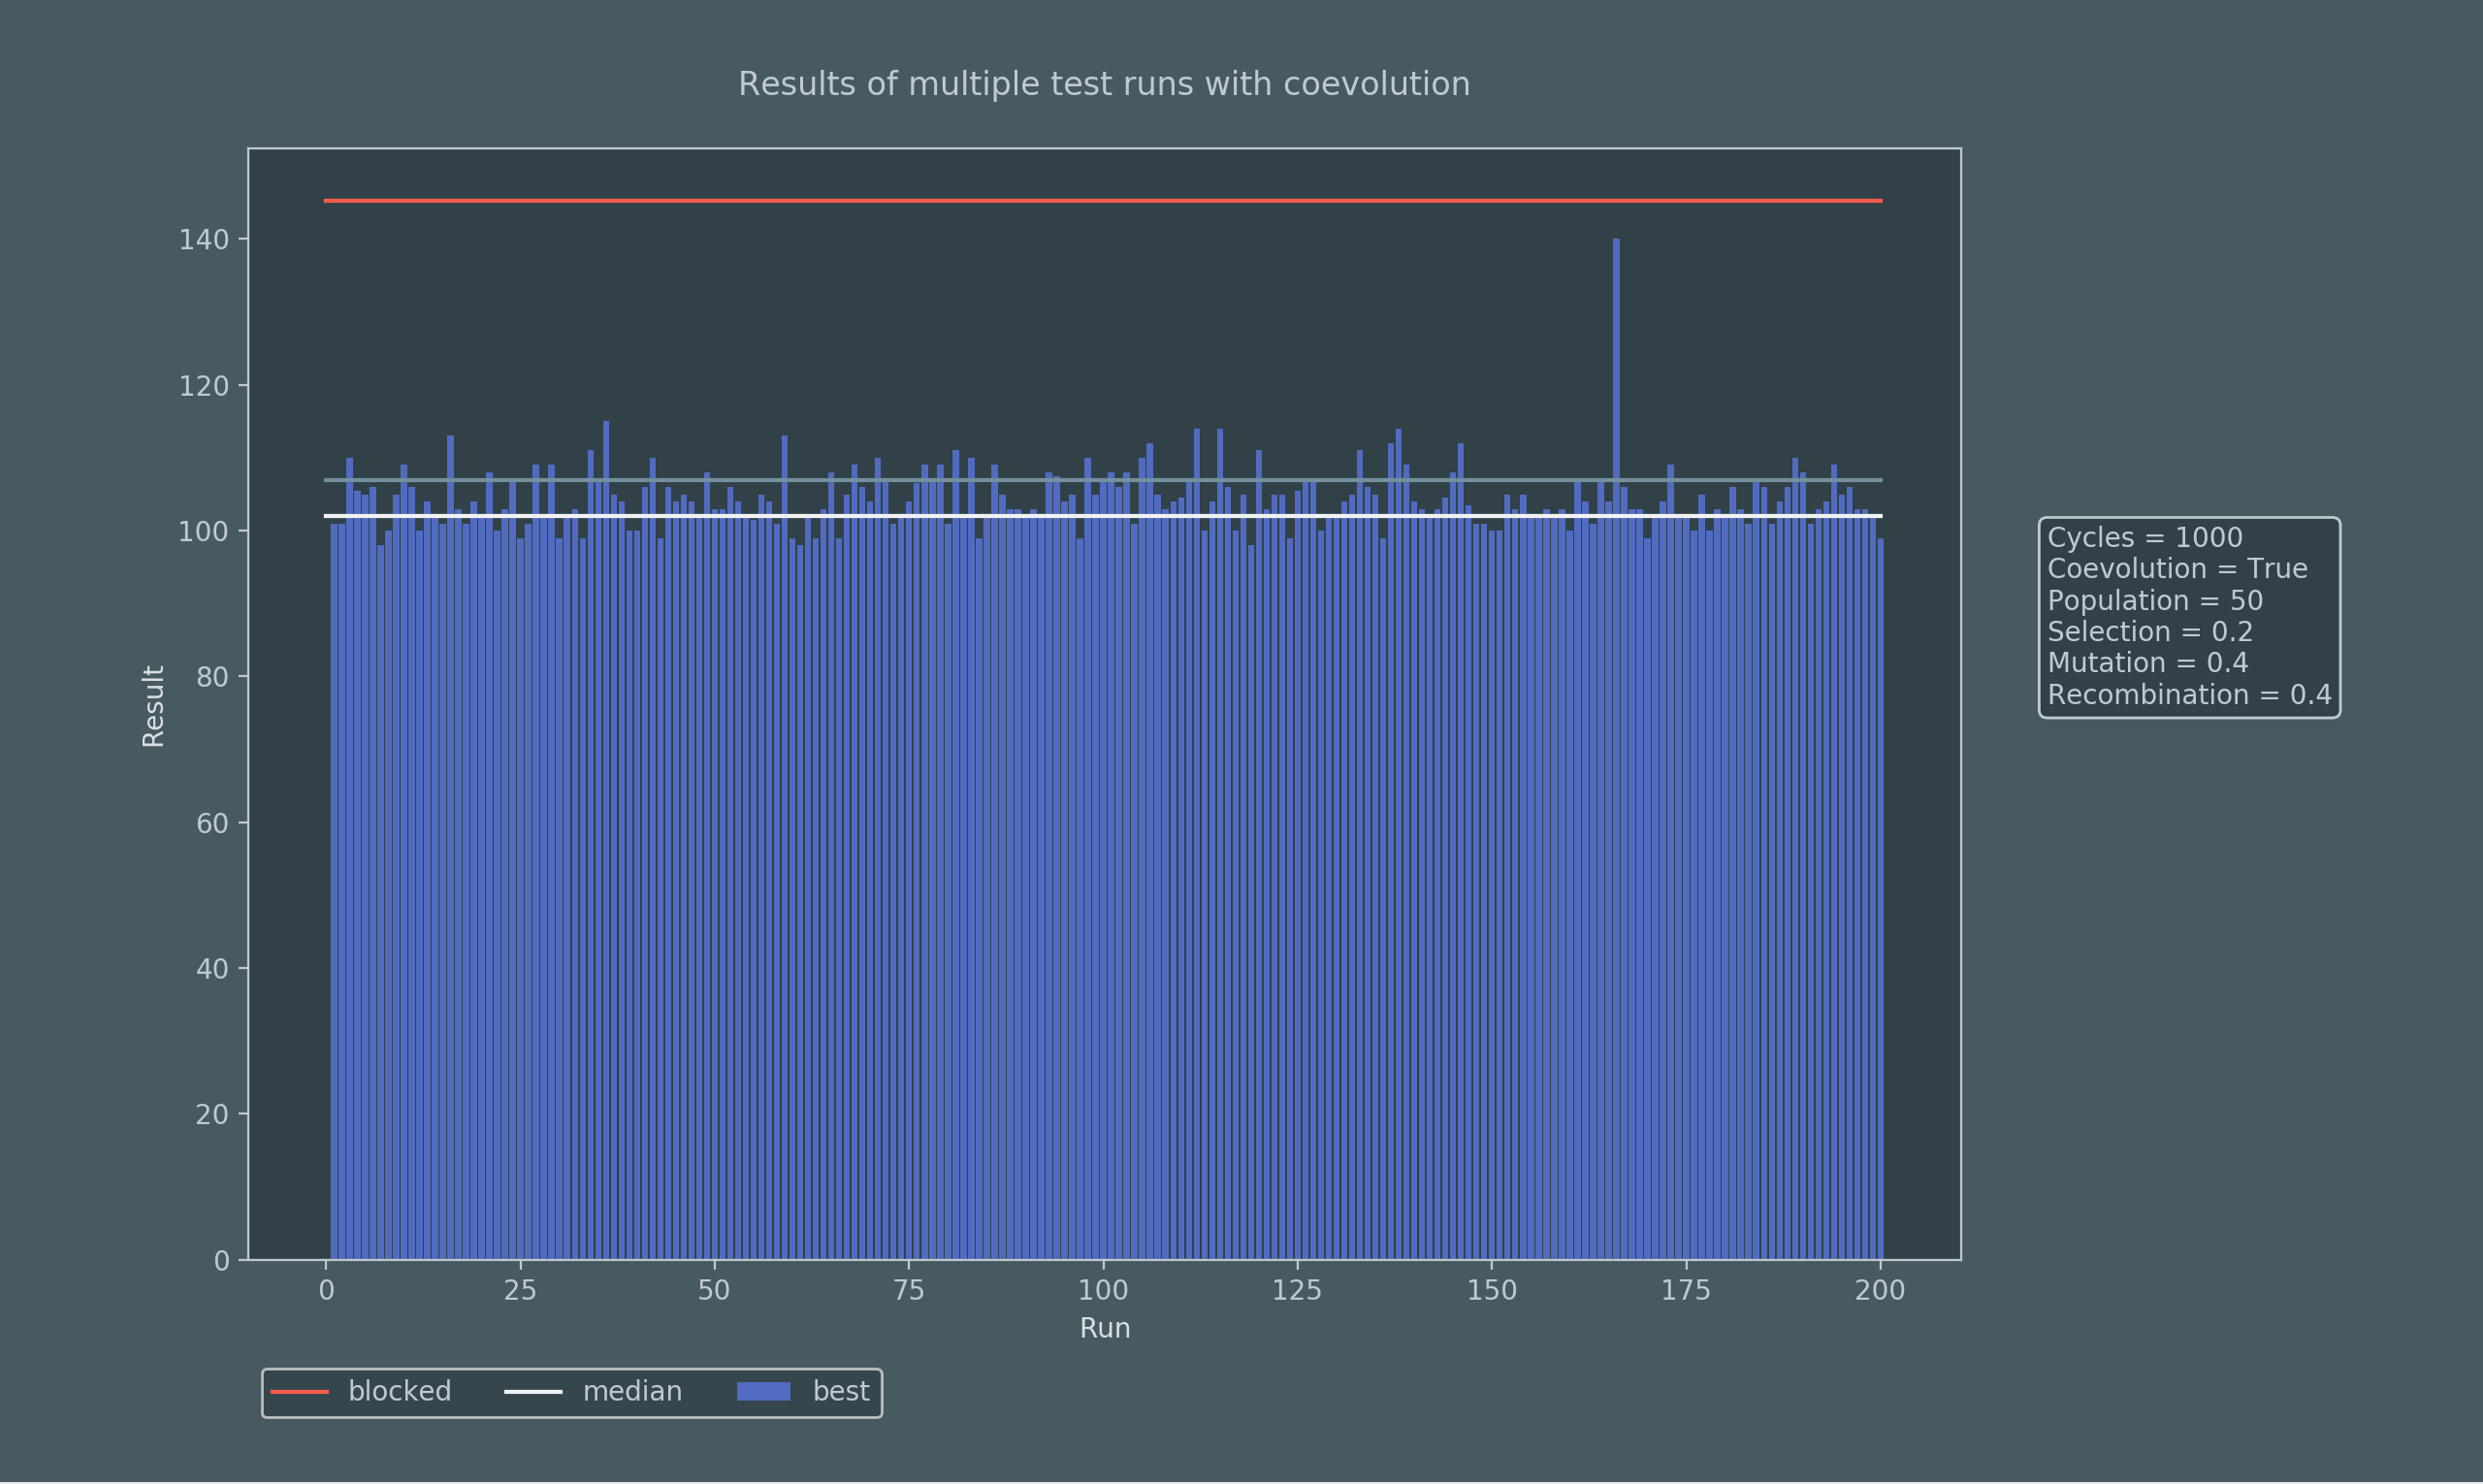 Results of multiple test runs with coevolution
140
120
100
80
60
40
20
0
Result
0 25 50 75 100 125 150 175 200
Run
blocked median best
Cycles = 1000
Coevolution = True
Population = 50
Selection = 0.2
Mutation = 0.4
Recombination = 0.4